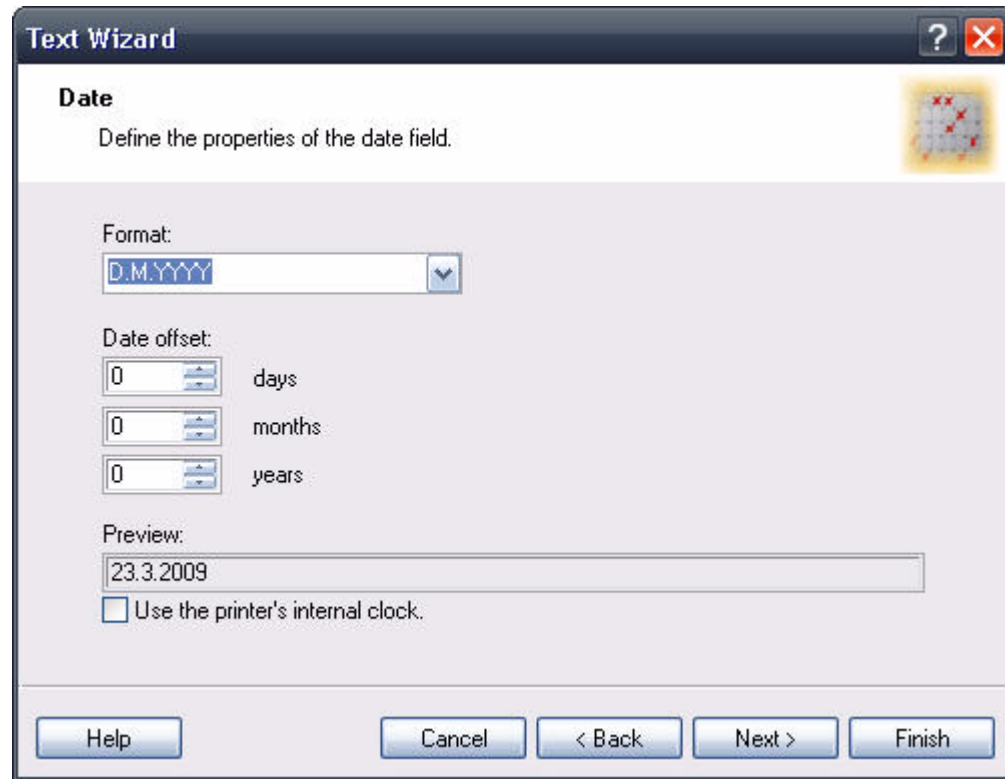 Text Wizard
?
Date
Define the properties of the date field.
Format:
D.M.YYYY
Date offset:
0 days
0 months
0 years
Preview:
23.3.2009
Use the printer's internal clock.
Help Cancel < Back Next > Finish